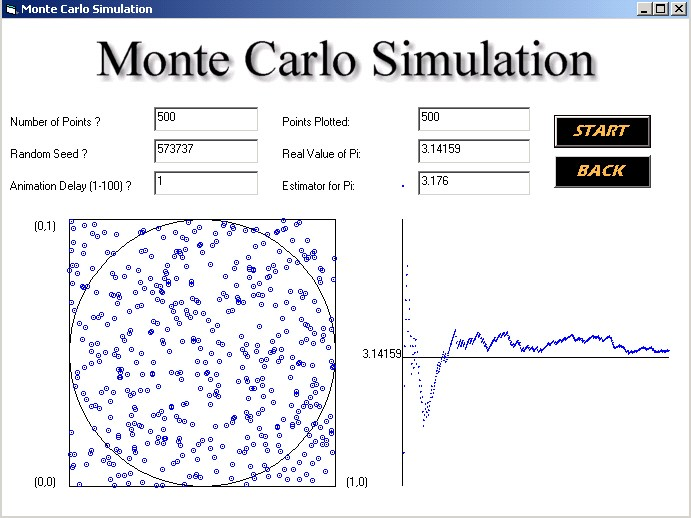 Monte Carlo Simulation
Monte Carlo Simulation
Number of Points ? 500 Points Plotted: 500 START
Random Seed ? 573737 Real Value of Pi: 3.14159
Animation Delay (1-100) ? 1 Estimator for Pi: 3.176 BACK
(0,1)
3.14159
(0,0) (1,0)